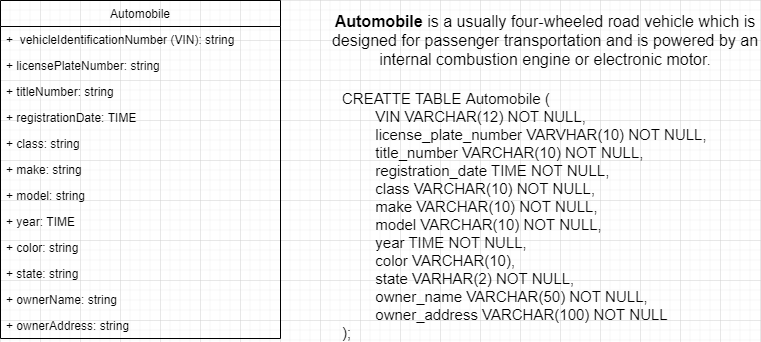 Automobile
+ vehicleIdentificationNumber (VIN): string
+ licensePlateNumber: string
+ titleNumber: string
+ registrationDate: TIME
+ class: string
+ make: string
+ model: string
+ year: TIME
+ color: string
+ state: string
+ ownerName: string
+ ownerAddress: string
Automobile is a usually four-wheeled road vehicle which is
designed for passenger transportation and is powered by an
internal combustion engine or electronic motor.
CREATTE TABLE Automobile (
VIN VARCHAR(12) NOT NULL,
license_plate_number VARVHAR(10) NOT NULL,
title_number VARCHAR(10) NOT NULL,
registration_date TIME NOT NULL,
class VARCHAR(10) NOT NULL,
make VARCHAR(10) NOT NULL,
model VARCHAR(10) NOT NULL,
year TIME NOT NULL,
color VARCHAR(10),
state VARHAR(2) NOT NULL,
owner_name VARCHAR(50) NOT NULL,
owner_address VARCHAR(100) NOT NULL
);